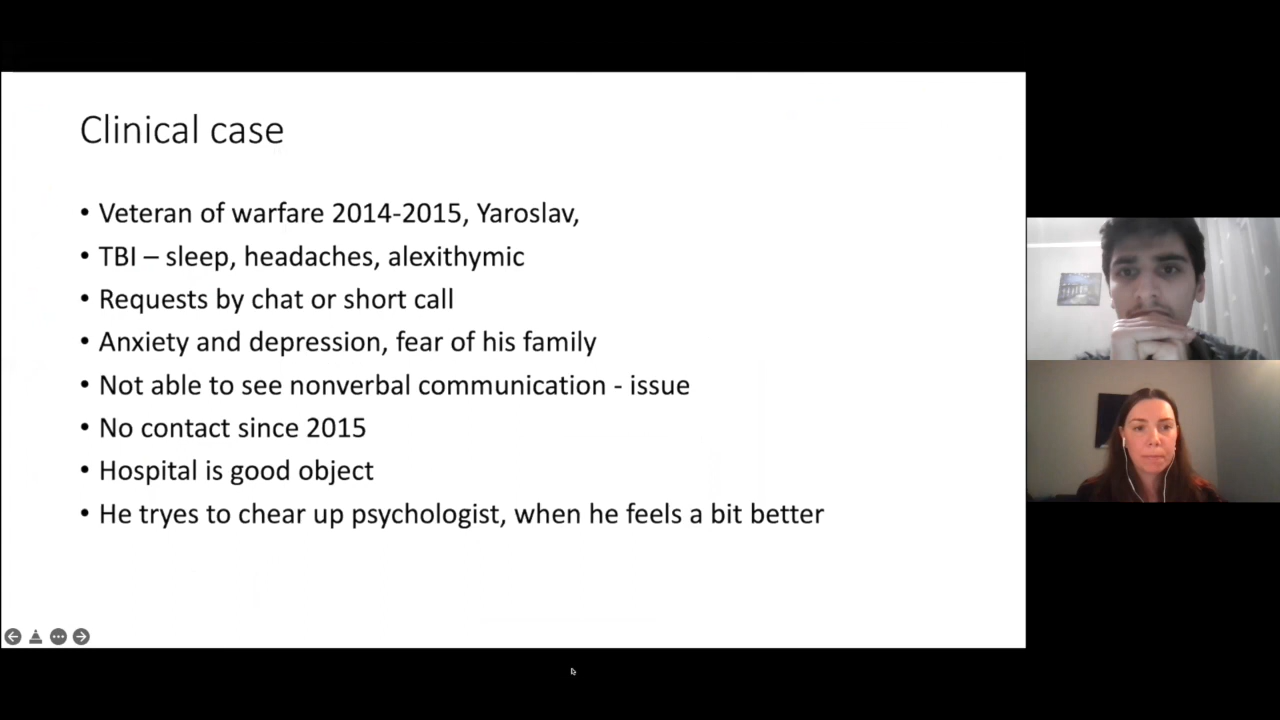 Clinical case
• Veteran of warfare 2014-2015, Yaroslav,
• TBI – sleep, headaches, alexithymic
• Requests by chat or short call
• Anxiety and depression, fear of his family
• Not able to see nonverbal communication - issue
• No contact since 2015
• Hospital is good object
• He tryes to chear up psychologist, when he feels a bit better